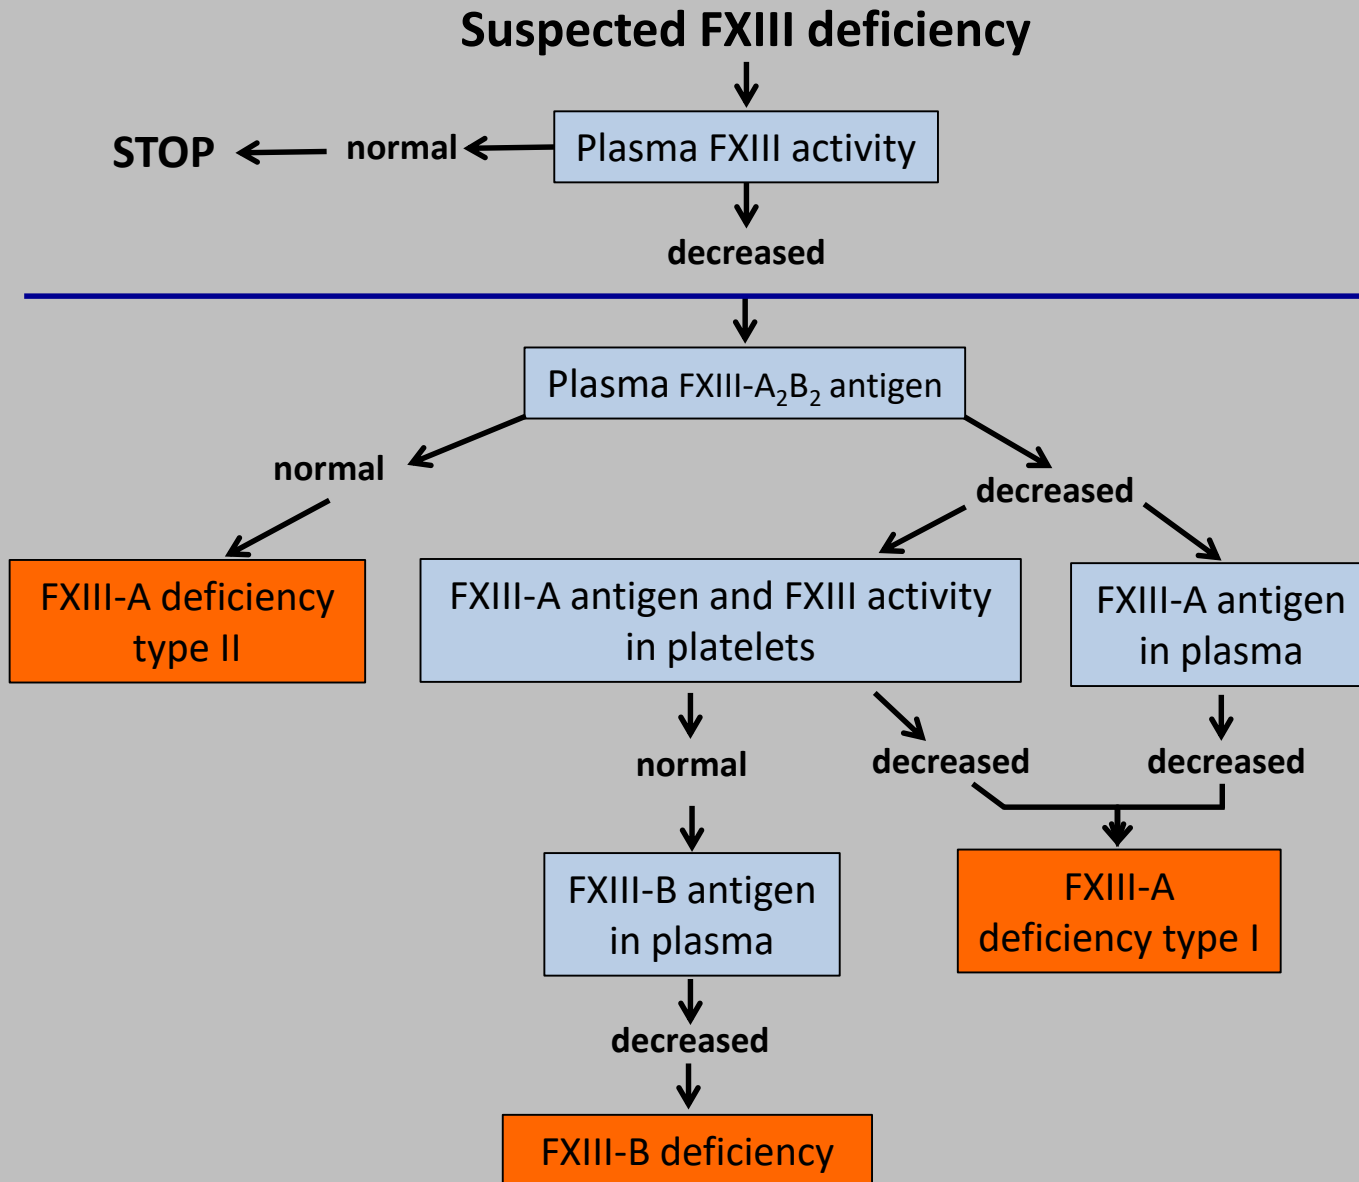 Suspected FXIII deficiency
STOP
normal
Plasma FXIII activity
decreased
Plasma FXIII-A₂B₂ antigen
normal
decreased
FXIII-A deficiency
type II
FXIII-A antigen and FXIII activity
in platelets
FXIII-A antigen
in plasma
normal
decreased
decreased
FXIII-B antigen
in plasma
FXIII-A
deficiency type I
decreased
FXIII-B deficiency